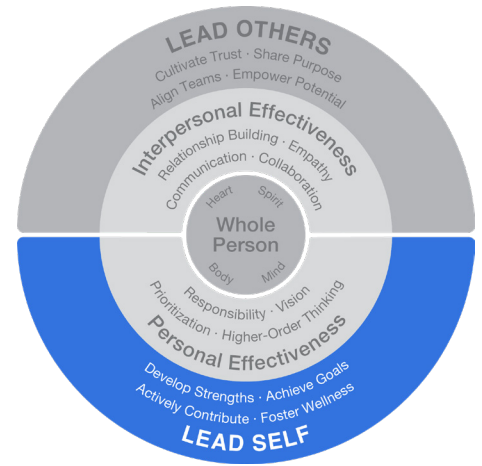 LEAD OTHERS
Cultivate Trust · Share Purpose
Align Teams · Empower Potential
Interpersonal Effectiveness
Relationship Building · Empathy
Communication · Collaboration
Heart
Spirit
Whole
Person
Body
Mind
Responsibility · Vision
Prioritization · Higher-Order Thinking
Personal Effectiveness
Develop Strengths · Achieve Goals
Actively Contribute · Foster Wellness
LEAD SELF